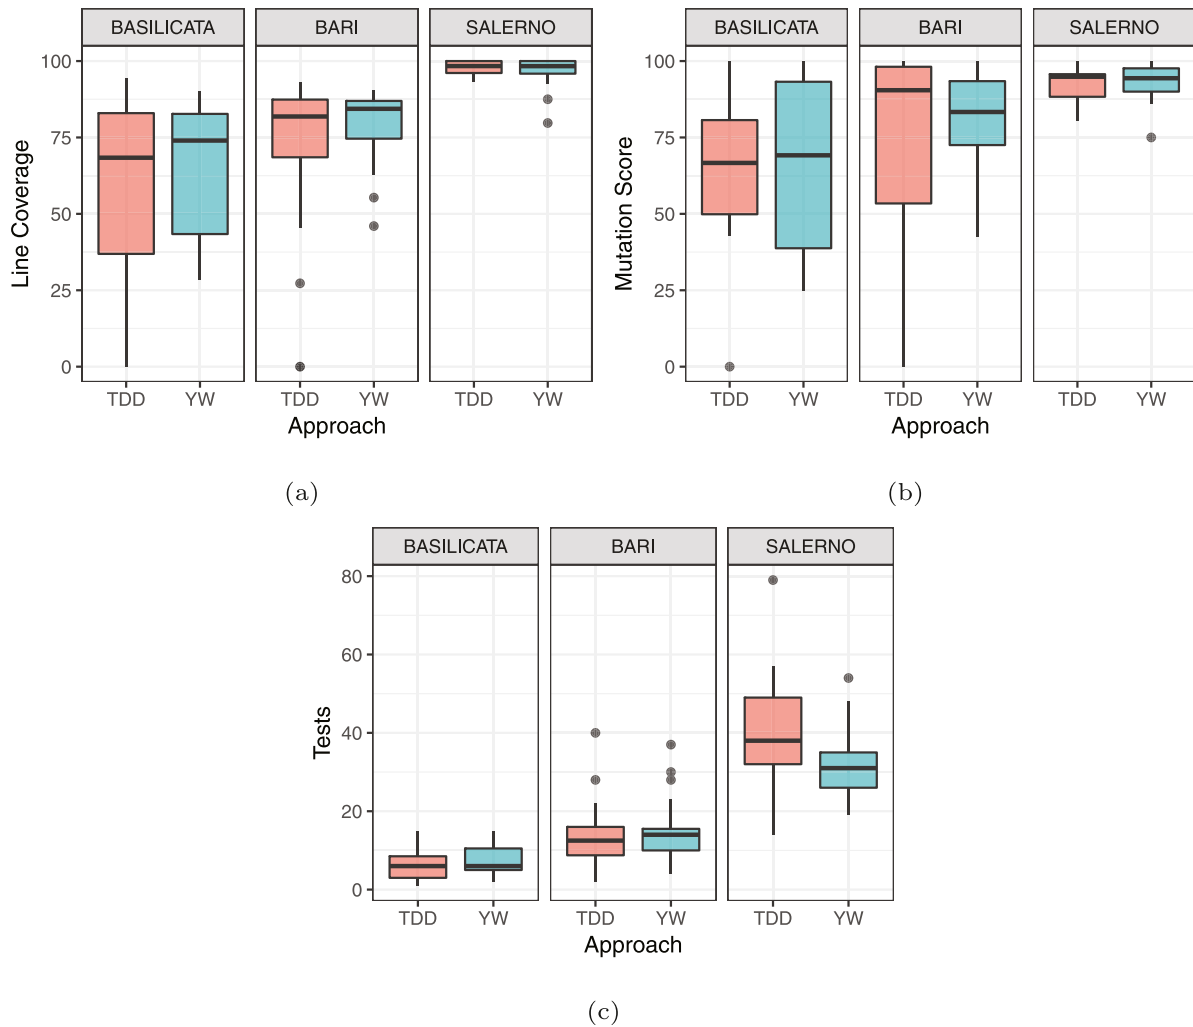 BASILICATA BARI SALERNO
100
75
50
25
0
Line Coverage
TDD YW TDD YW TDD YW
Approach
(a)
BASILICATA BARI SALERNO
100
75
50
25
0
Mutation Score
TDD YW TDD YW TDD YW
Approach
(b)
BASILICATA BARI SALERNO
80
60
40
20
0
Tests
TDD YW TDD YW TDD YW
Approach
(c)